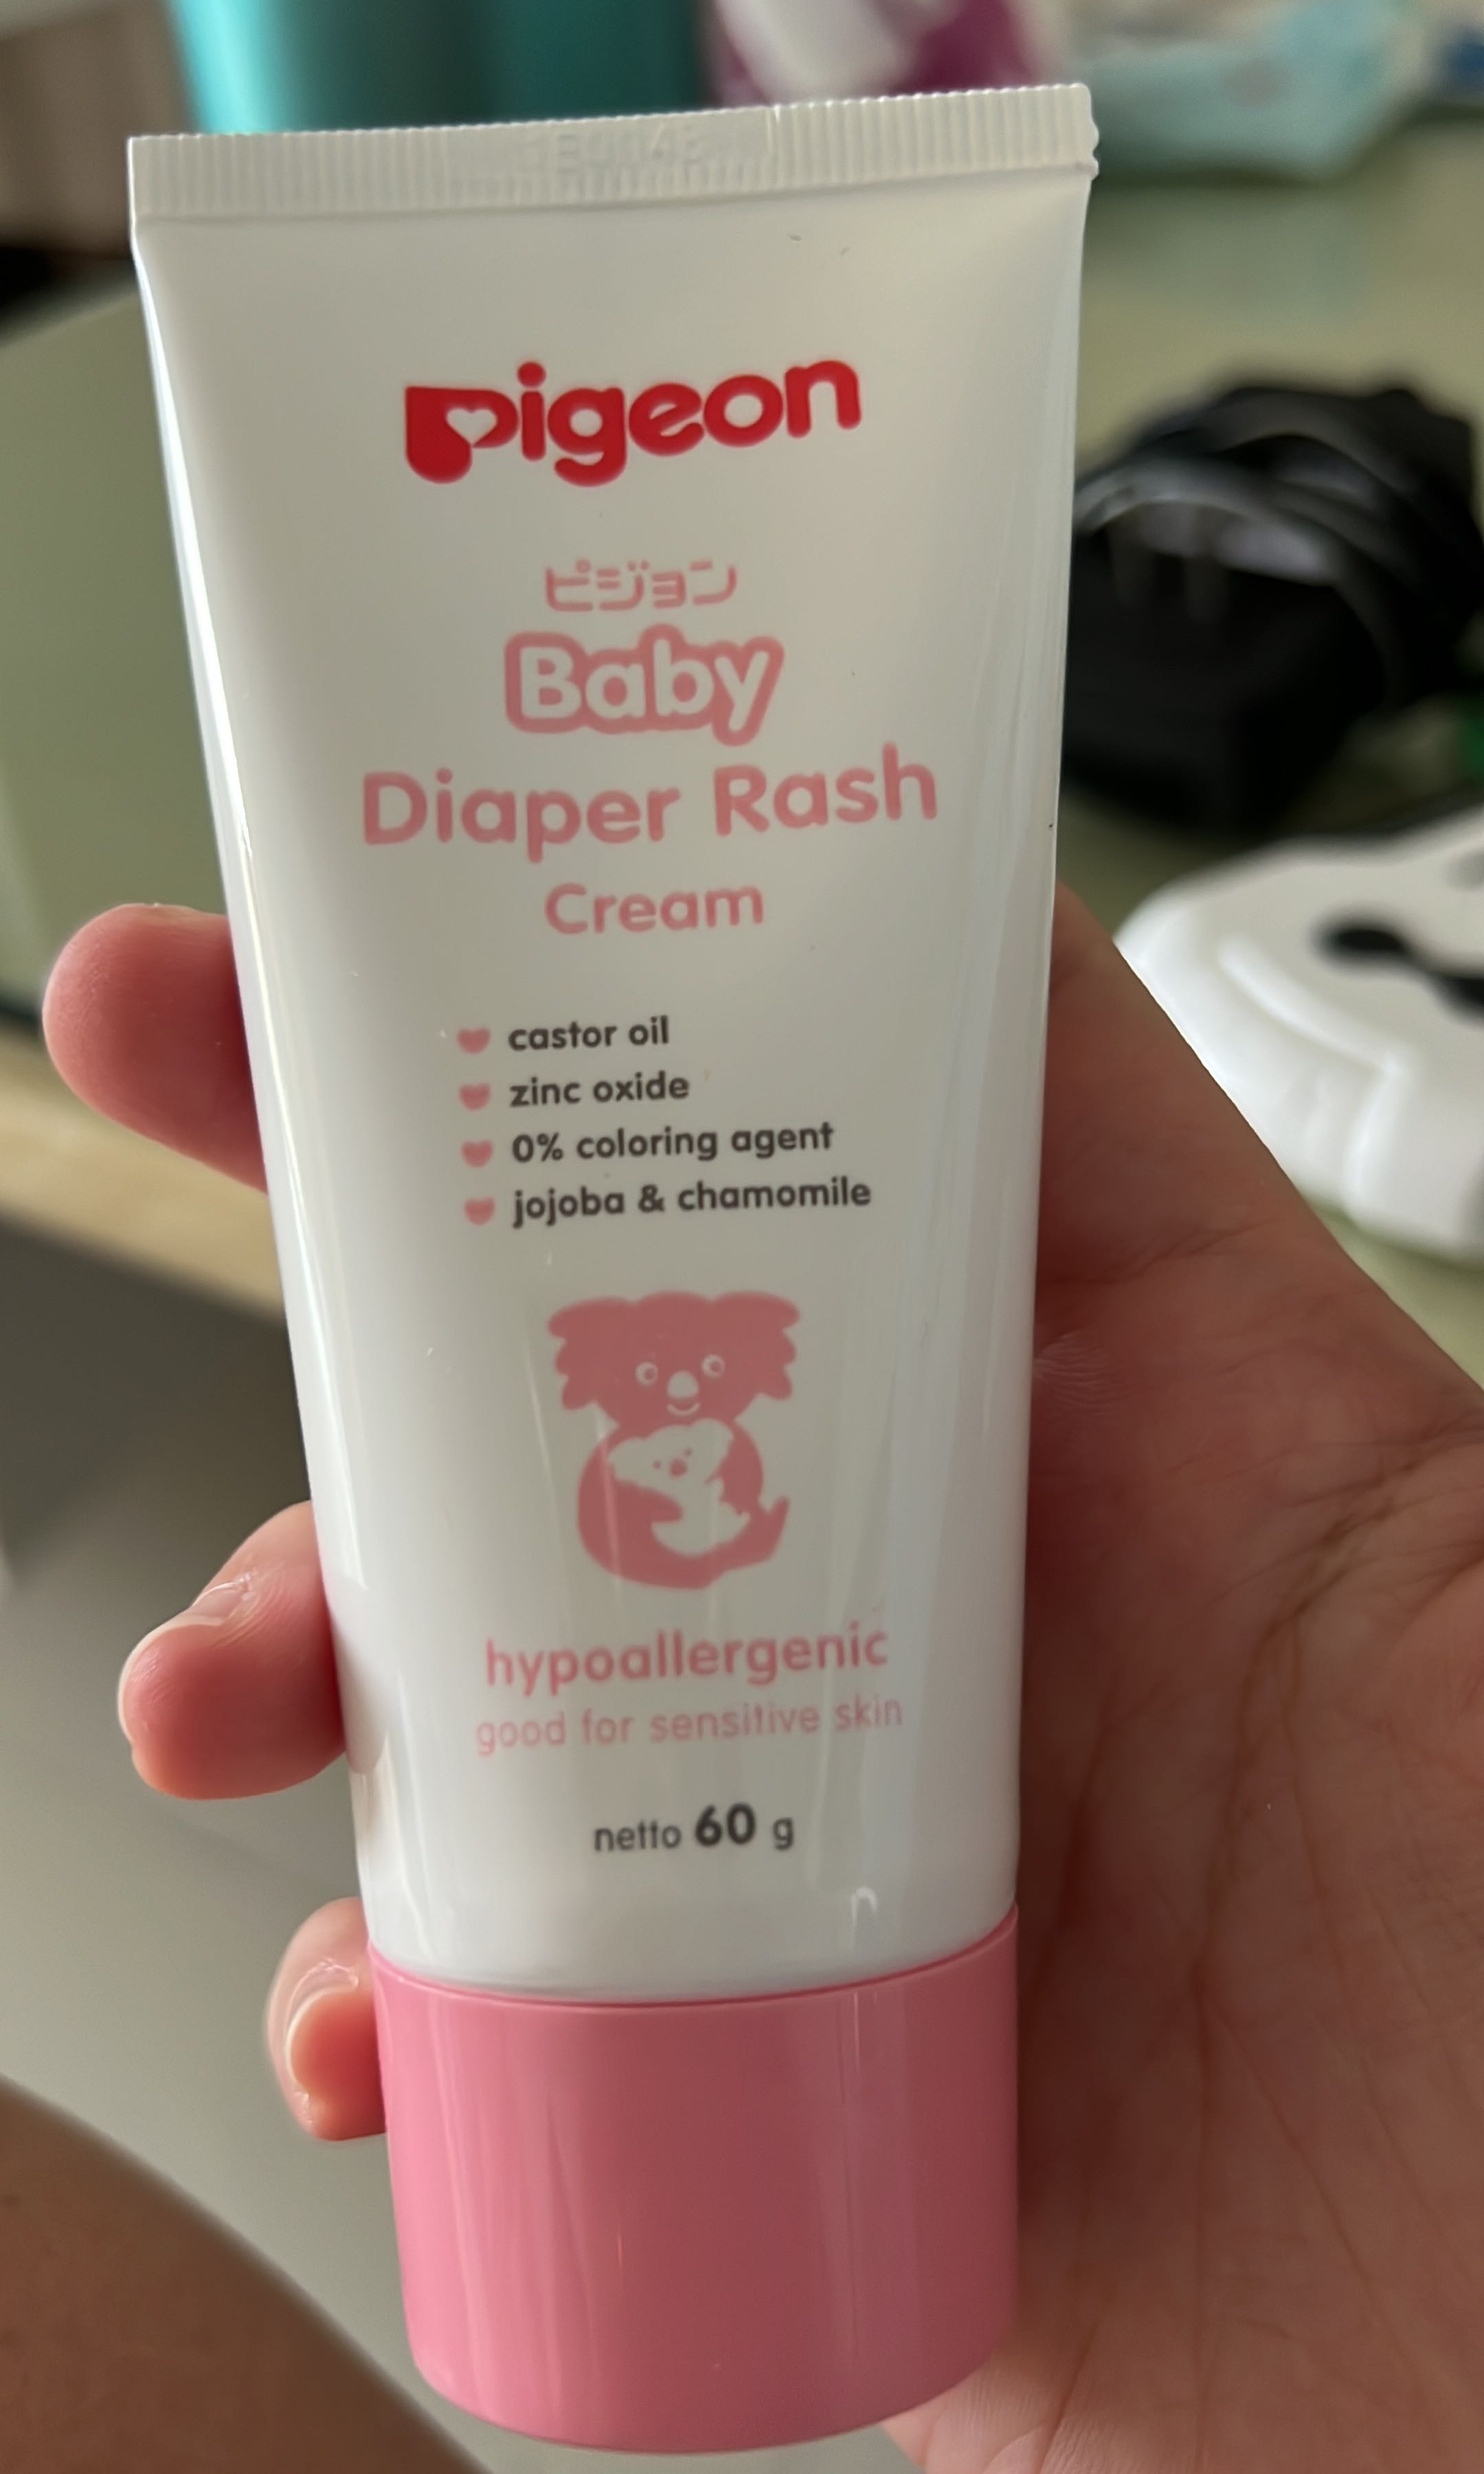 pigeon
ピジョン
Baby
Diaper Rash
Cream
castor oil
zinc oxide
0% coloring agent
jojoba & chamomile
hypoallergenic
good for sensitive skin
netto 60 g